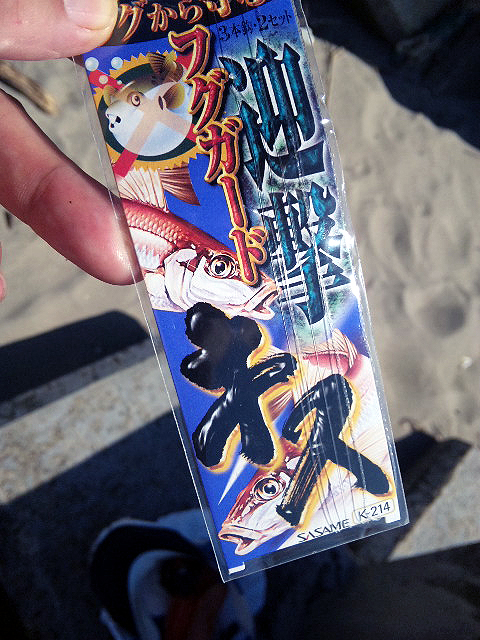 グから守る
3本鈎・2セット
フグガード
逆撃
キス
SASAME K-214